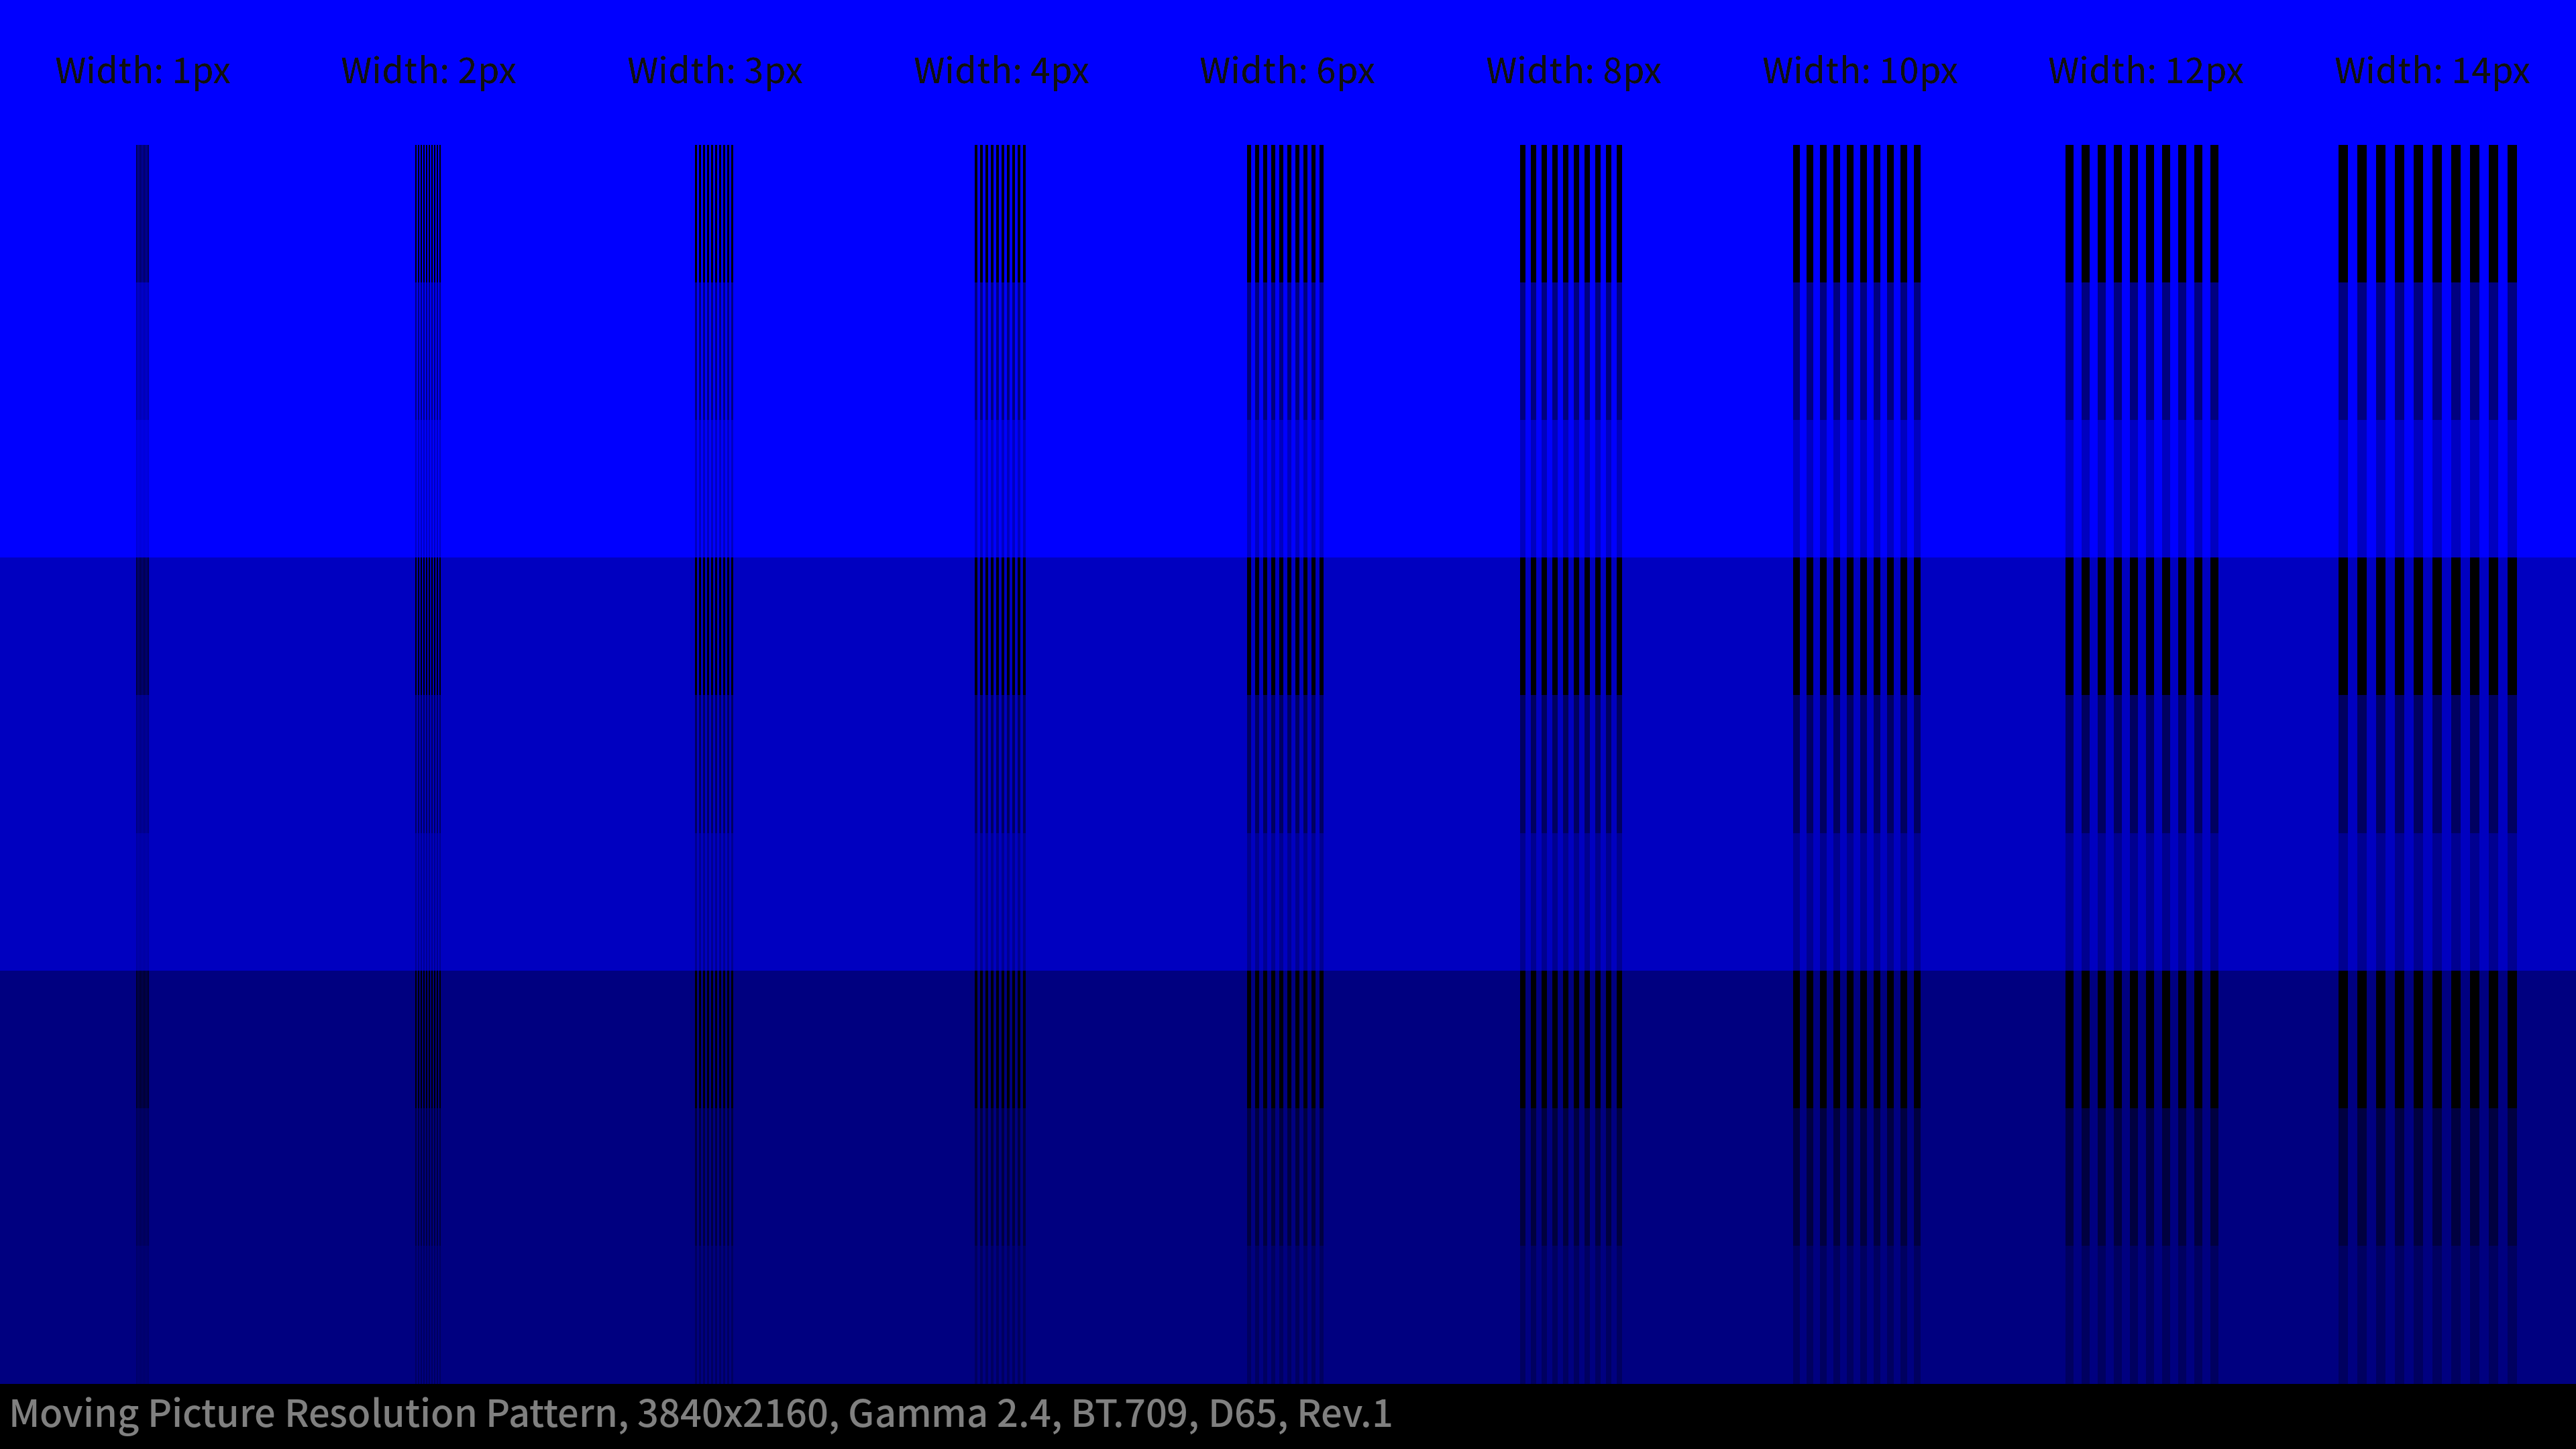 Width: 1px Width: 2px Width: 3px Width: 4px Width: 6px Width: 8px Width: 10px Width: 12px Width: 14px
Moving Picture Resolution Pattern, 3840x2160, Gamma 2.4, BT.709, D65, Rev.1